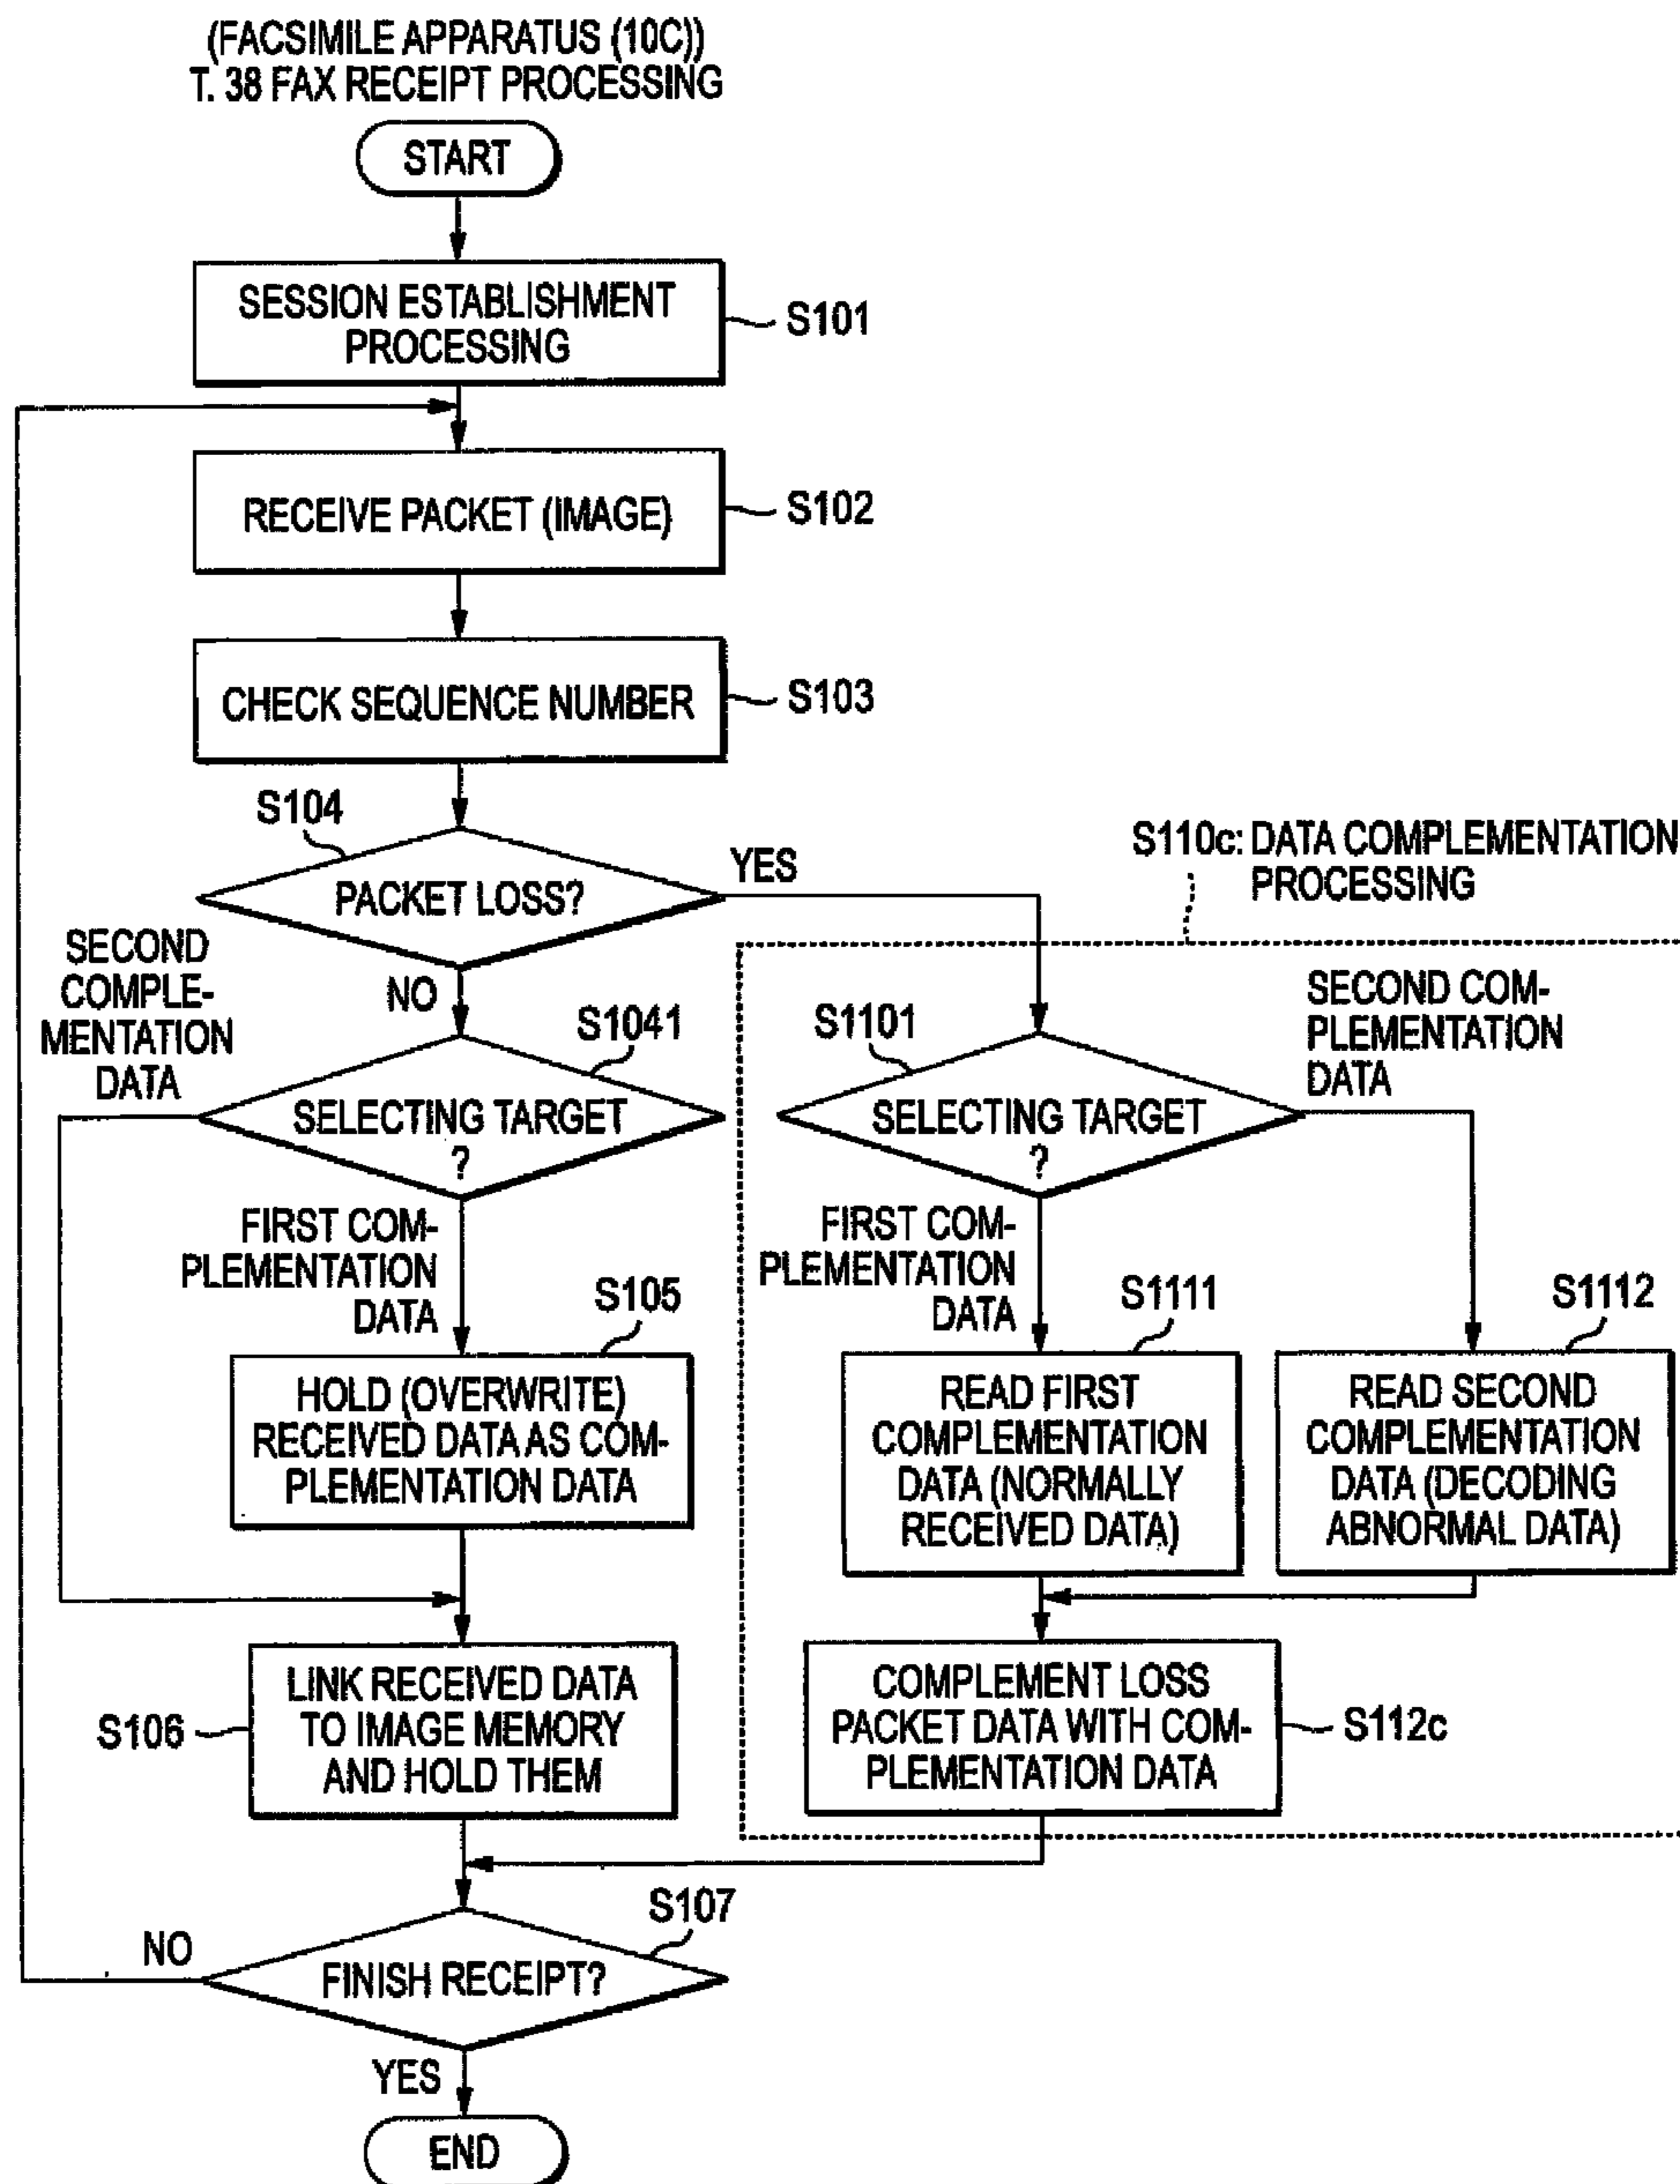 (FACSIMILE APPARATUS (10C))
T. 38 FAX RECEIPT PROCESSING
START
SESSION ESTABLISHMENT
PROCESSING
S101
RECEIVE PACKET (IMAGE)
S102
CHECK SEQUENCE NUMBER
S103
S104
PACKET LOSS?
YES
NO
S110c: DATA COMPLEMENTATION
PROCESSING
SECOND
COMPLE-
MENTATION
DATA
S1041
SELECTING TARGET
?
FIRST COM-
PLEMENTATION
DATA
S1101
SELECTING TARGET
?
SECOND COM-
PLEMENTATION
DATA
FIRST COM-
PLEMENTATION
DATA
S105
HOLD (OVERWRITE)
RECEIVED DATA AS COM-
PLEMENTATION DATA
S1111
READ FIRST
COMPLEMENTATION
DATA (NORMALLY
RECEIVED DATA)
S1112
READ SECOND
COMPLEMENTATION
DATA (DECODING
ABNORMAL DATA)
S106
LINK RECEIVED DATA
TO IMAGE MEMORY
AND HOLD THEM
COMPLEMENT LOSS
PACKET DATA WITH COM-
PLEMENTATION DATA
S112c
S107
FINISH RECEIPT?
NO
YES
END